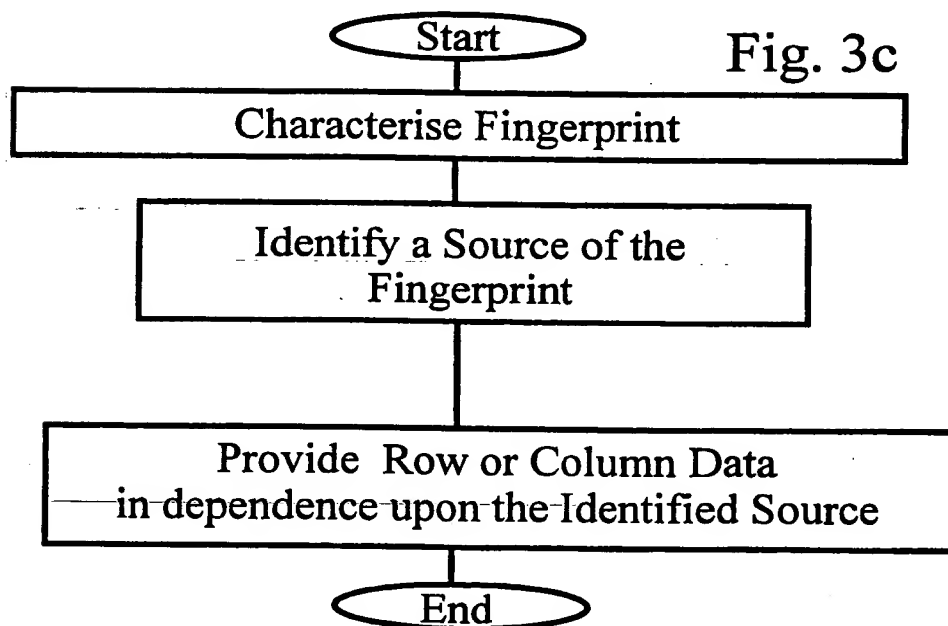 Start
Fig. 3c
Characterise Fingerprint
Identify a Source of the
Fingerprint
Provide Row or Column Data
in dependence upon the Identified Source
End